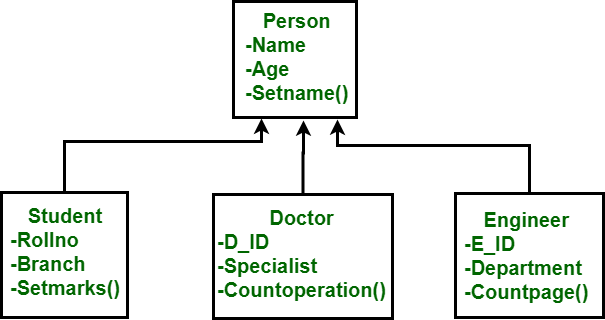 Person
-Name
-Age
-Setname()
Student
-Rollno
-Branch
-Setmarks()
Doctor
-D_ID
-Specialist
-Countoperation()
Engineer
-E_ID
-Department
-Countpage()